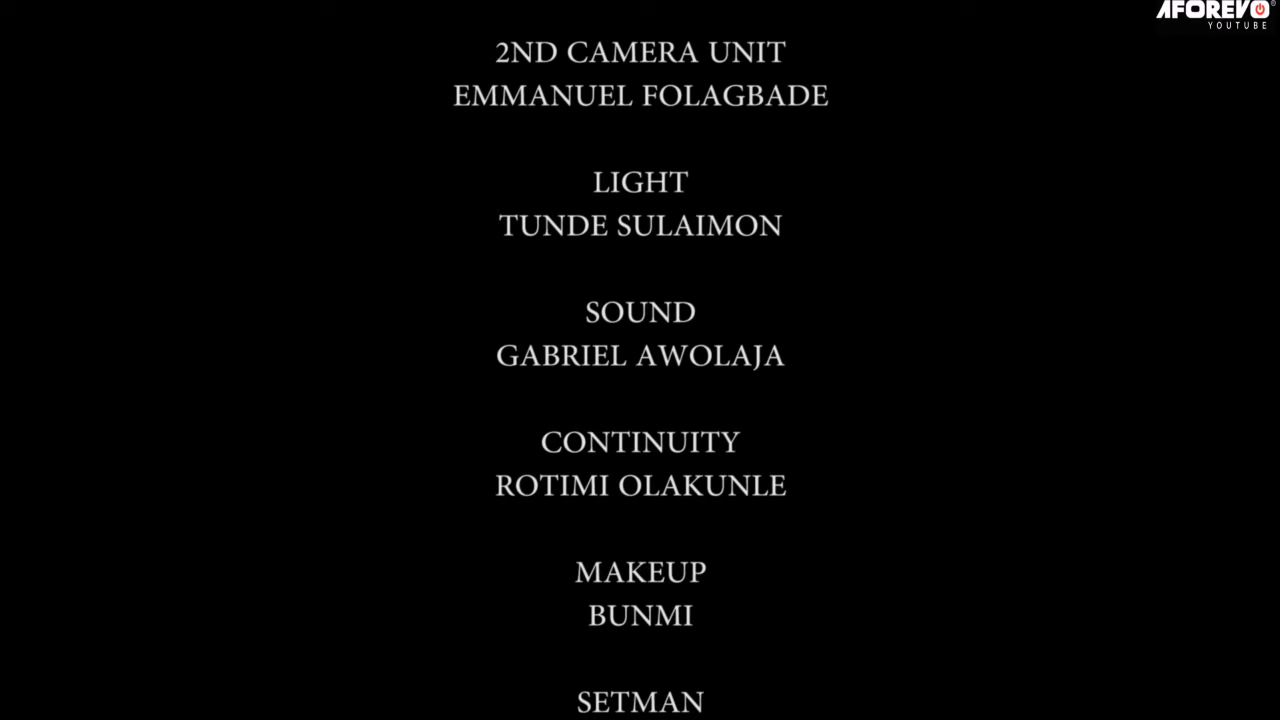 AFOREVO
YOUTUBE
2ND CAMERA UNIT
EMMANUEL FOLAGBADE
LIGHT
TUNDE SULAIMON
SOUND
GABRIEL AWOLAJA
CONTINUITY
ROTIMI OLAKUNLE
MAKEUP
BUNMI
SETMAN